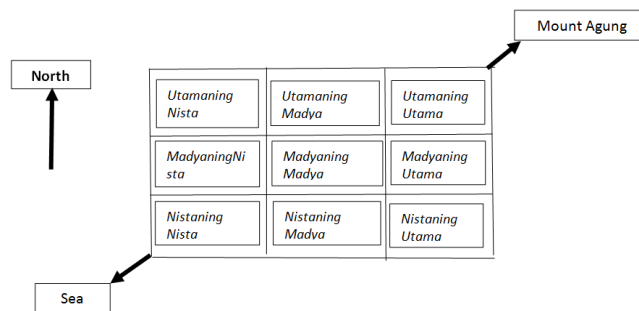 Mount Agung
North
Utamaning
Nista
Utamaning
Madya
Utamaning
Utama
MadyaningNi
sta
Madyaning
Madya
Madyaning
Utama
Nistaning
Nista
Nistaning
Madya
Nistaning
Utama
Sea